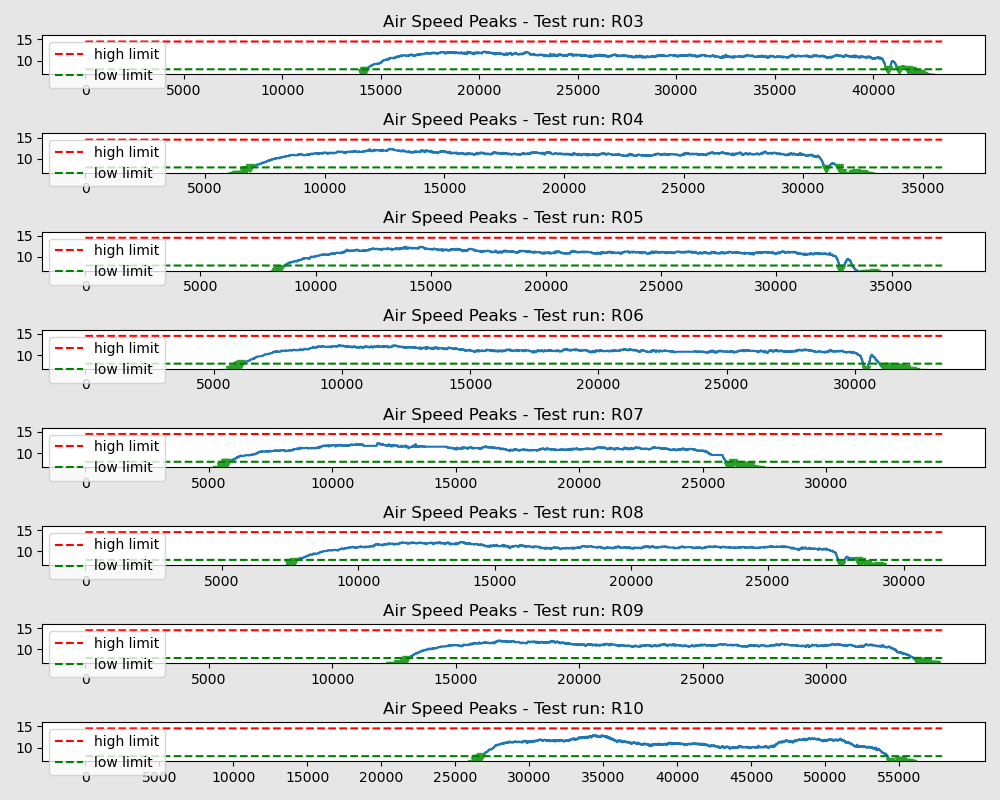 Air Speed Peaks - Test run: R03
15
10
high limit
low limit
0 5000 10000 15000 20000 25000 30000 35000 40000
Air Speed Peaks - Test run: R04
15
10
high limit
low limit
0 5000 10000 15000 20000 25000 30000 35000
Air Speed Peaks - Test run: R05
15
10
high limit
low limit
0 5000 10000 15000 20000 25000 30000 35000
Air Speed Peaks - Test run: R06
15
10
high limit
low limit
0 5000 10000 15000 20000 25000 30000
Air Speed Peaks - Test run: R07
15
10
high limit
low limit
0 5000 10000 15000 20000 25000 30000
Air Speed Peaks - Test run: R08
15
10
high limit
low limit
0 5000 10000 15000 20000 25000 30000
Air Speed Peaks - Test run: R09
15
10
high limit
low limit
0 5000 10000 15000 20000 25000 30000
Air Speed Peaks - Test run: R10
15
10
high limit
low limit
0 5000 10000 15000 20000 25000 30000 35000 40000 45000 50000 55000